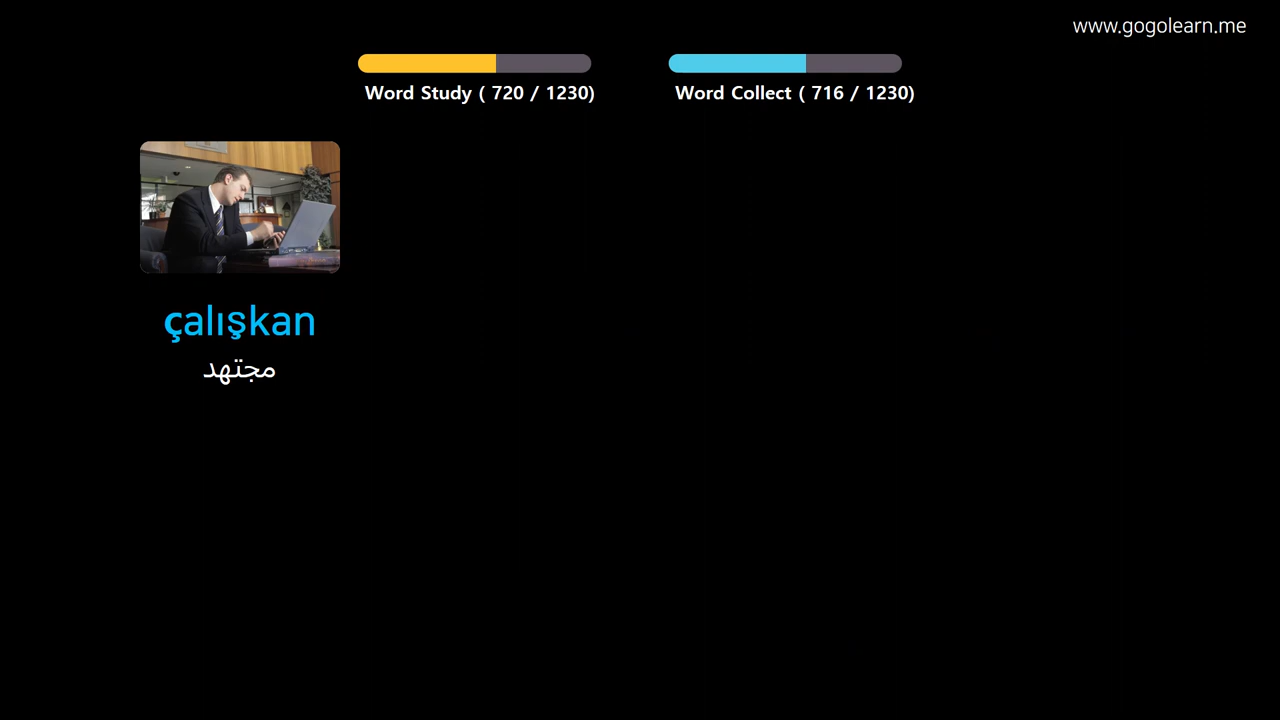 www.gogolearn.me
Word Study ( 720 / 1230)
Word Collect ( 716 / 1230)
çalışkan
مجتهد